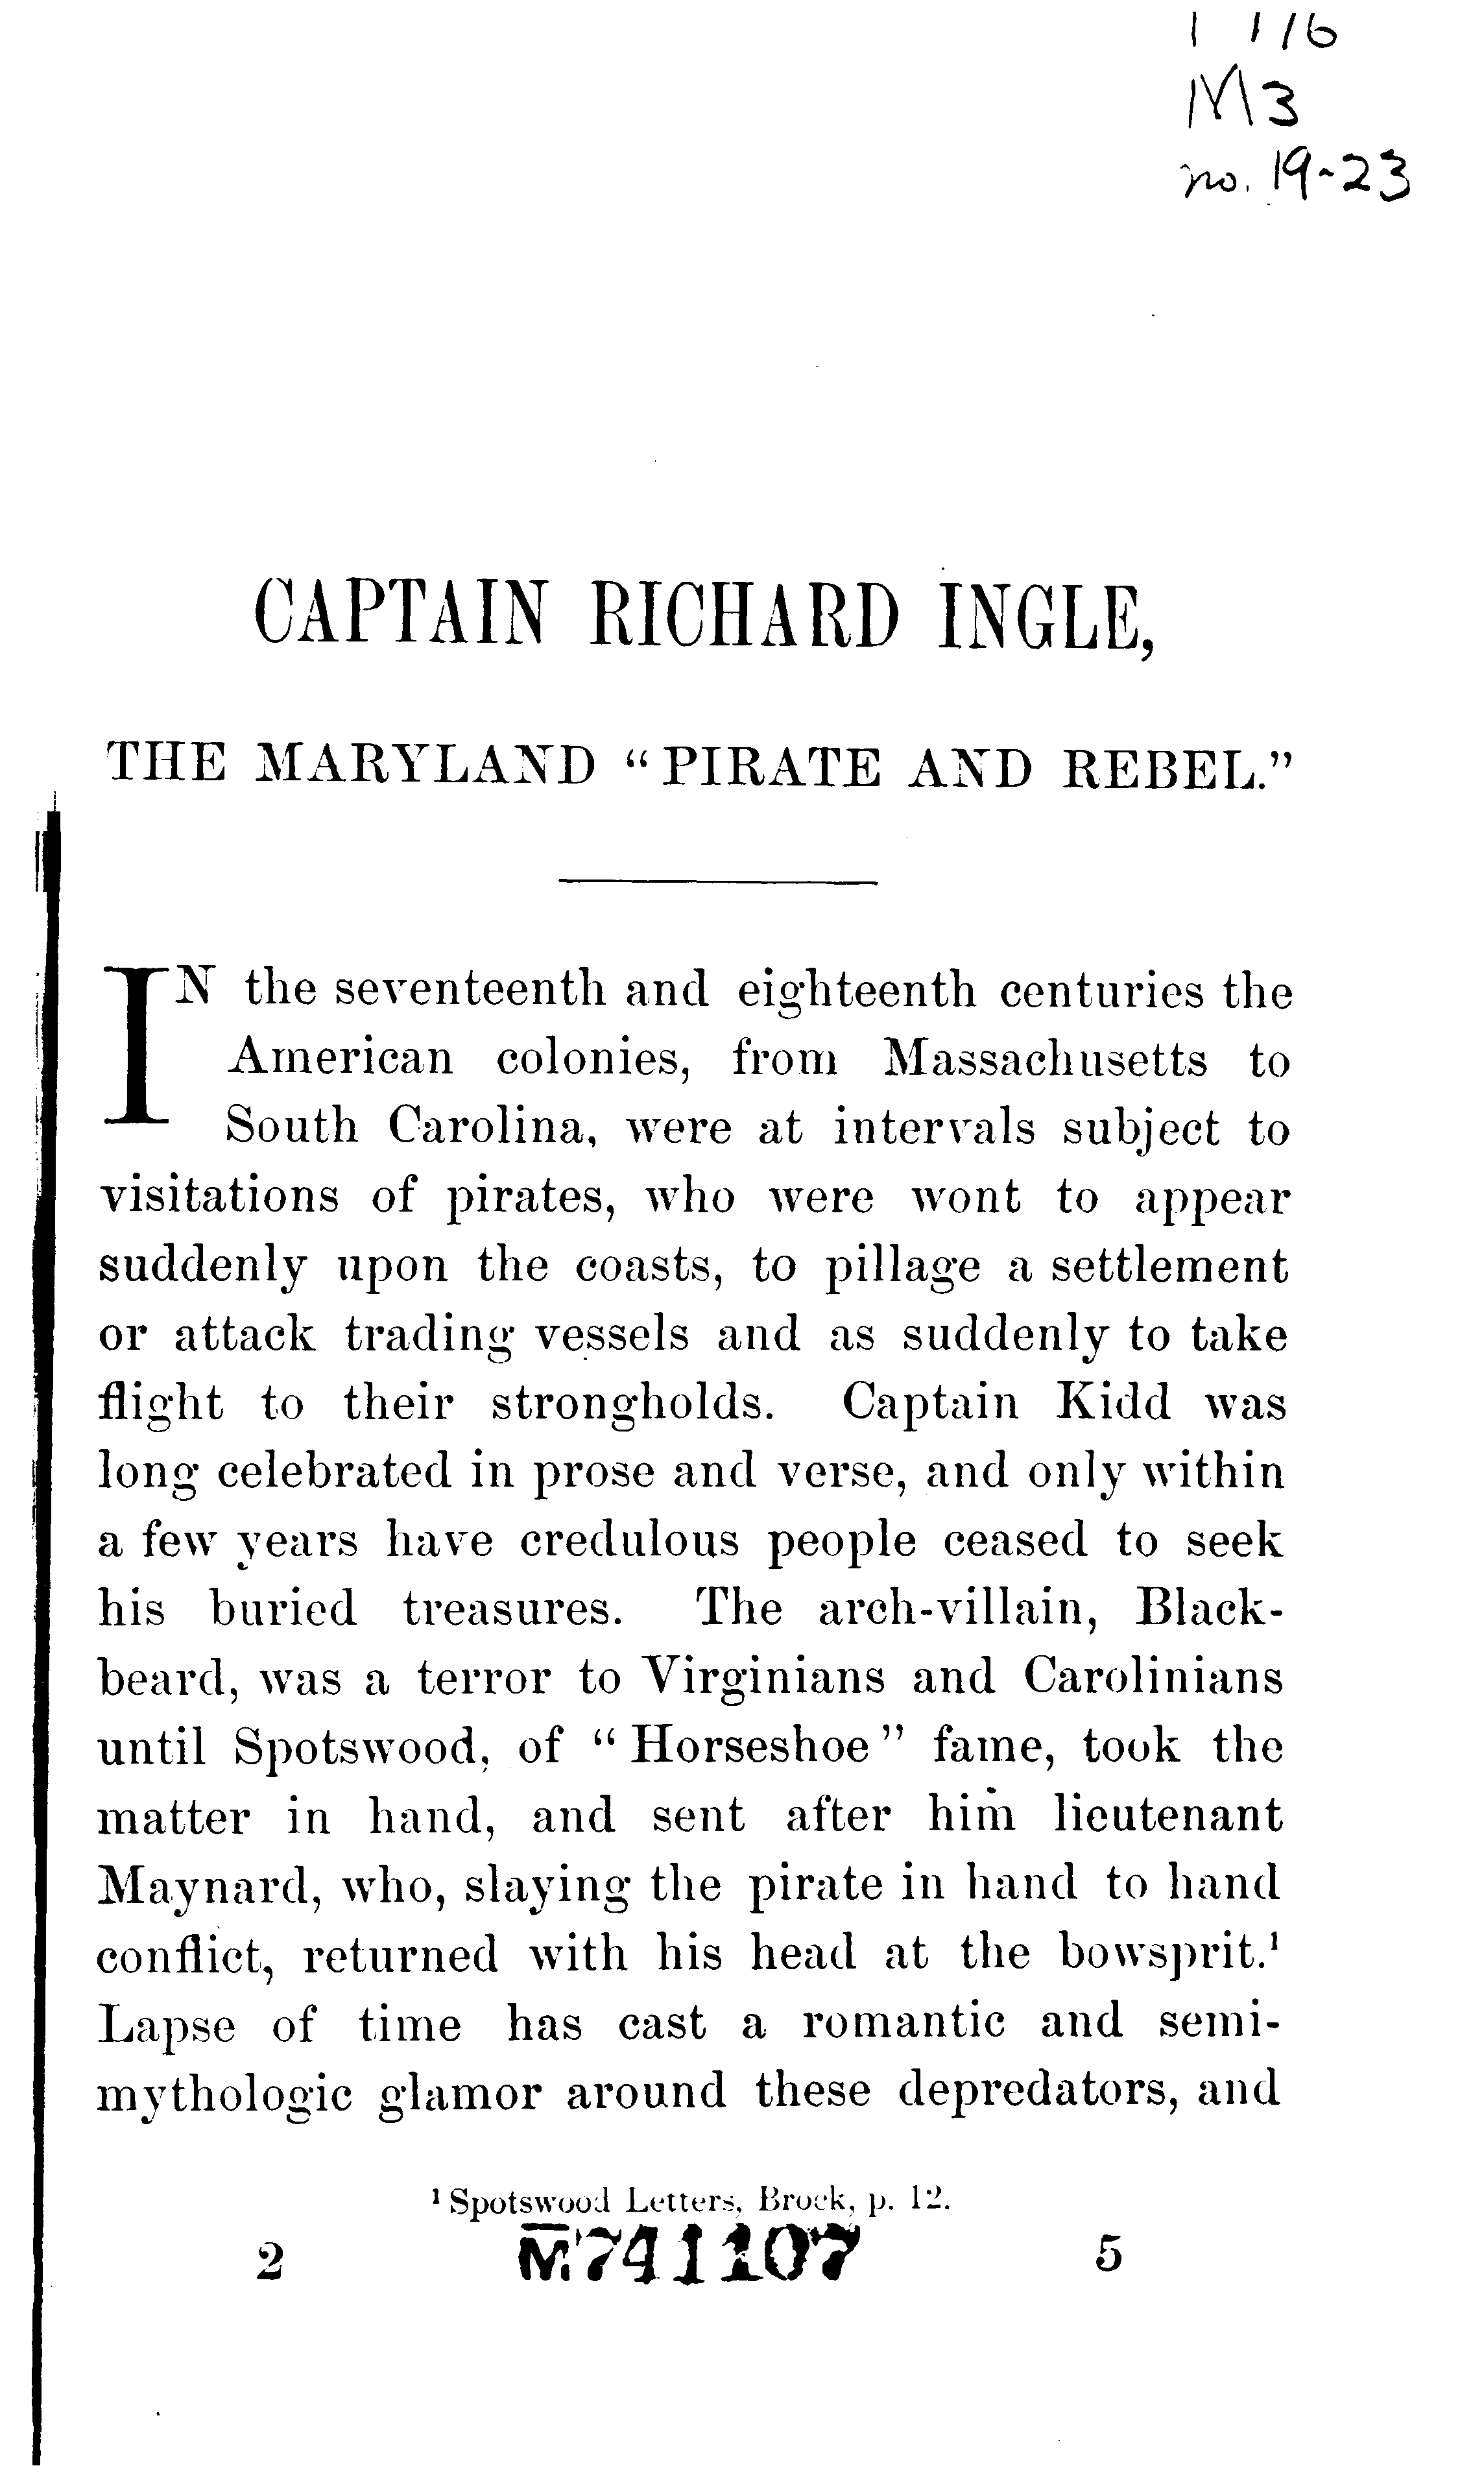 M3
no. 19-23
CAPTAIN RICHARD INGLE,
THE MARYLAND “PIRATE AND REBEL.”
IN the seventeenth and eighteenth centuries the
American colonies, from Massachusetts to
South Carolina, were at intervals subject to
visitations of pirates, who were wont to appear
suddenly upon the coasts, to pillage a settlement
or attack trading vessels and as suddenly to take
flight to their strongholds. Captain Kidd was
long celebrated in prose and verse, and only within
a few years have credulous people ceased to seek
his buried treasures. The arch-villain, Black-
beard, was a terror to Virginians and Carolinians
until Spotswood, of “Horseshoe” fame, took the
matter in hand, and sent after him lieutenant
Maynard, who, slaying the pirate in hand to hand
conflict, returned with his head at the bowsprit.¹
Lapse of time has cast a romantic and semi-
mythologic glamor around these depredators, and
¹ Spotswood Letters, Brock, p. 12.
2 M741107 5